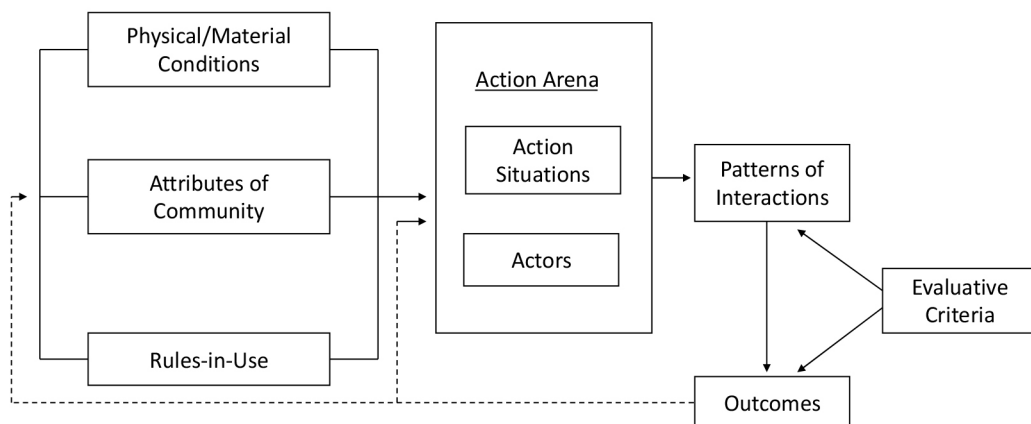 Physical/Material
Conditions
Attributes of
Community
Rules-in-Use
Action Arena
Action
Situations
Actors
Patterns of
Interactions
Outcomes
Evaluative
Criteria